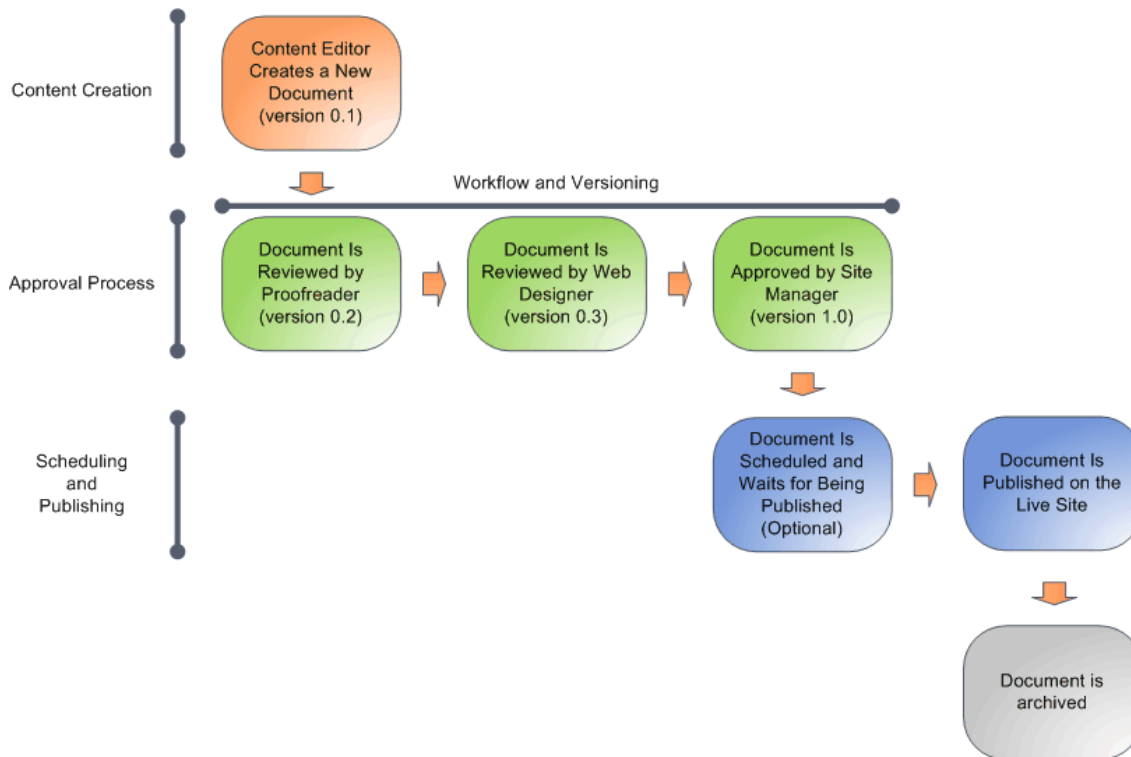 Content Creation
Content Editor
Creates a New
Document
(version 0.1)
Workflow and Versioning
Approval Process
Document Is
Reviewed by
Proofreader
(version 0.2)
Document Is
Reviewed by Web
Designer
(version 0.3)
Document Is
Approved by Site
Manager
(version 1.0)
Scheduling
and
Publishing
Document Is
Scheduled and
Waits for Being
Published
(Optional)
Document Is
Published on the
Live Site
Document is
archived